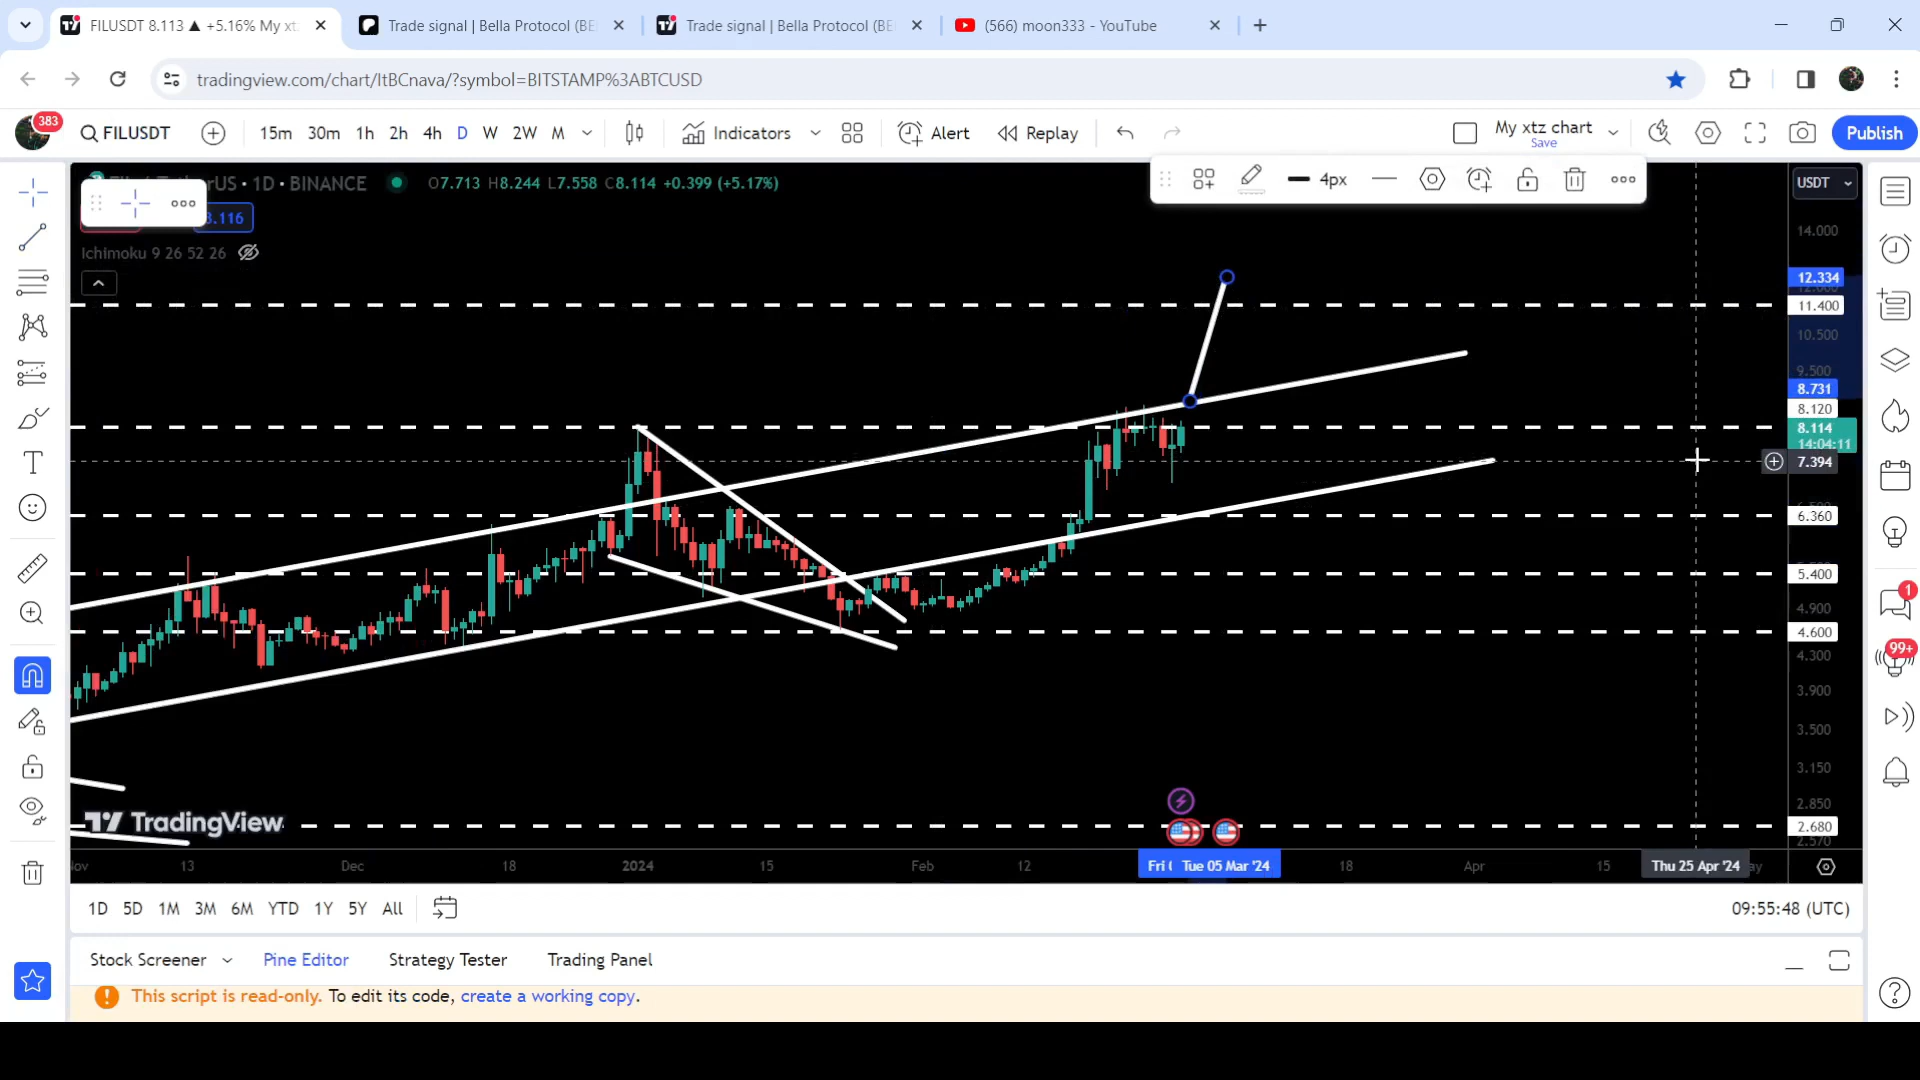 FILUSDT 8.113 ▲ +5.16% My xt
Trade signal | Bella Protocol (BE
Trade signal | Bella Protocol (BE
(566) moon333 - YouTube
tradingview.com/chart/ItBCnava/?symbol=BITSTAMP%3ABTCUSD
383
FILUSDT
15m 30m 1h 2h 4h D W 2W M
Indicators
Alert
Replay
My xtz chart
Save
Publish
4px
US • 1D • BINANCE
O7.713 H8.244 L7.558 C8.114 +0.399 (+5.17%)
USDT
8.116
Ichimoku 9 26 52 26
14.000
12.334
11.400
10.500
9.500
8.731
8.120
8.114
14:04:11
7.394
6.360
5.400
4.900
4.600
4.300
3.900
3.500
3.150
2.850
2.680
2.570
1
99+
TradingView
Nov 13 Dec 18 2024 15 Feb 12 Fri Tue 05 Mar '24 18 Apr 15 Thu 25 Apr '24
1D 5D 1M 3M 6M YTD 1Y 5Y All
09:55:48 (UTC)
Stock Screener Pine Editor Strategy Tester Trading Panel
This script is read-only. To edit its code, create a working copy.